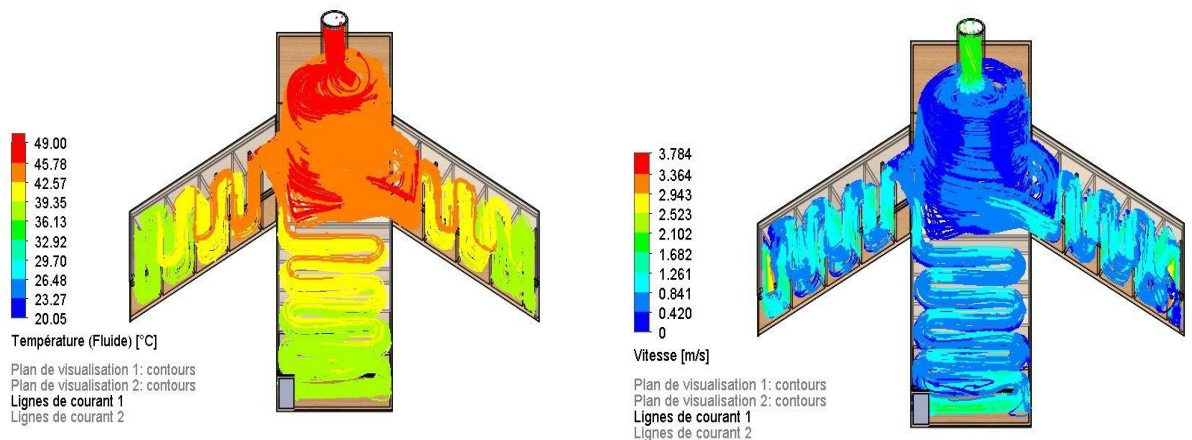 49.00
45.78
42.57
39.35
36.13
32.92
29.70
26.48
23.27
20.05
Température (Fluide) [°C]
Plan de visualisation 1: contours
Plan de visualisation 2: contours
Lignes de courant 1
Lignes de courant 2
3.784
3.364
2.943
2.523
2.102
1.682
1.261
0.841
0.420
0
Vitesse [m/s]
Plan de visualisation 1: contours
Plan de visualisation 2: contours
Lignes de courant 1
Lignes de courant 2